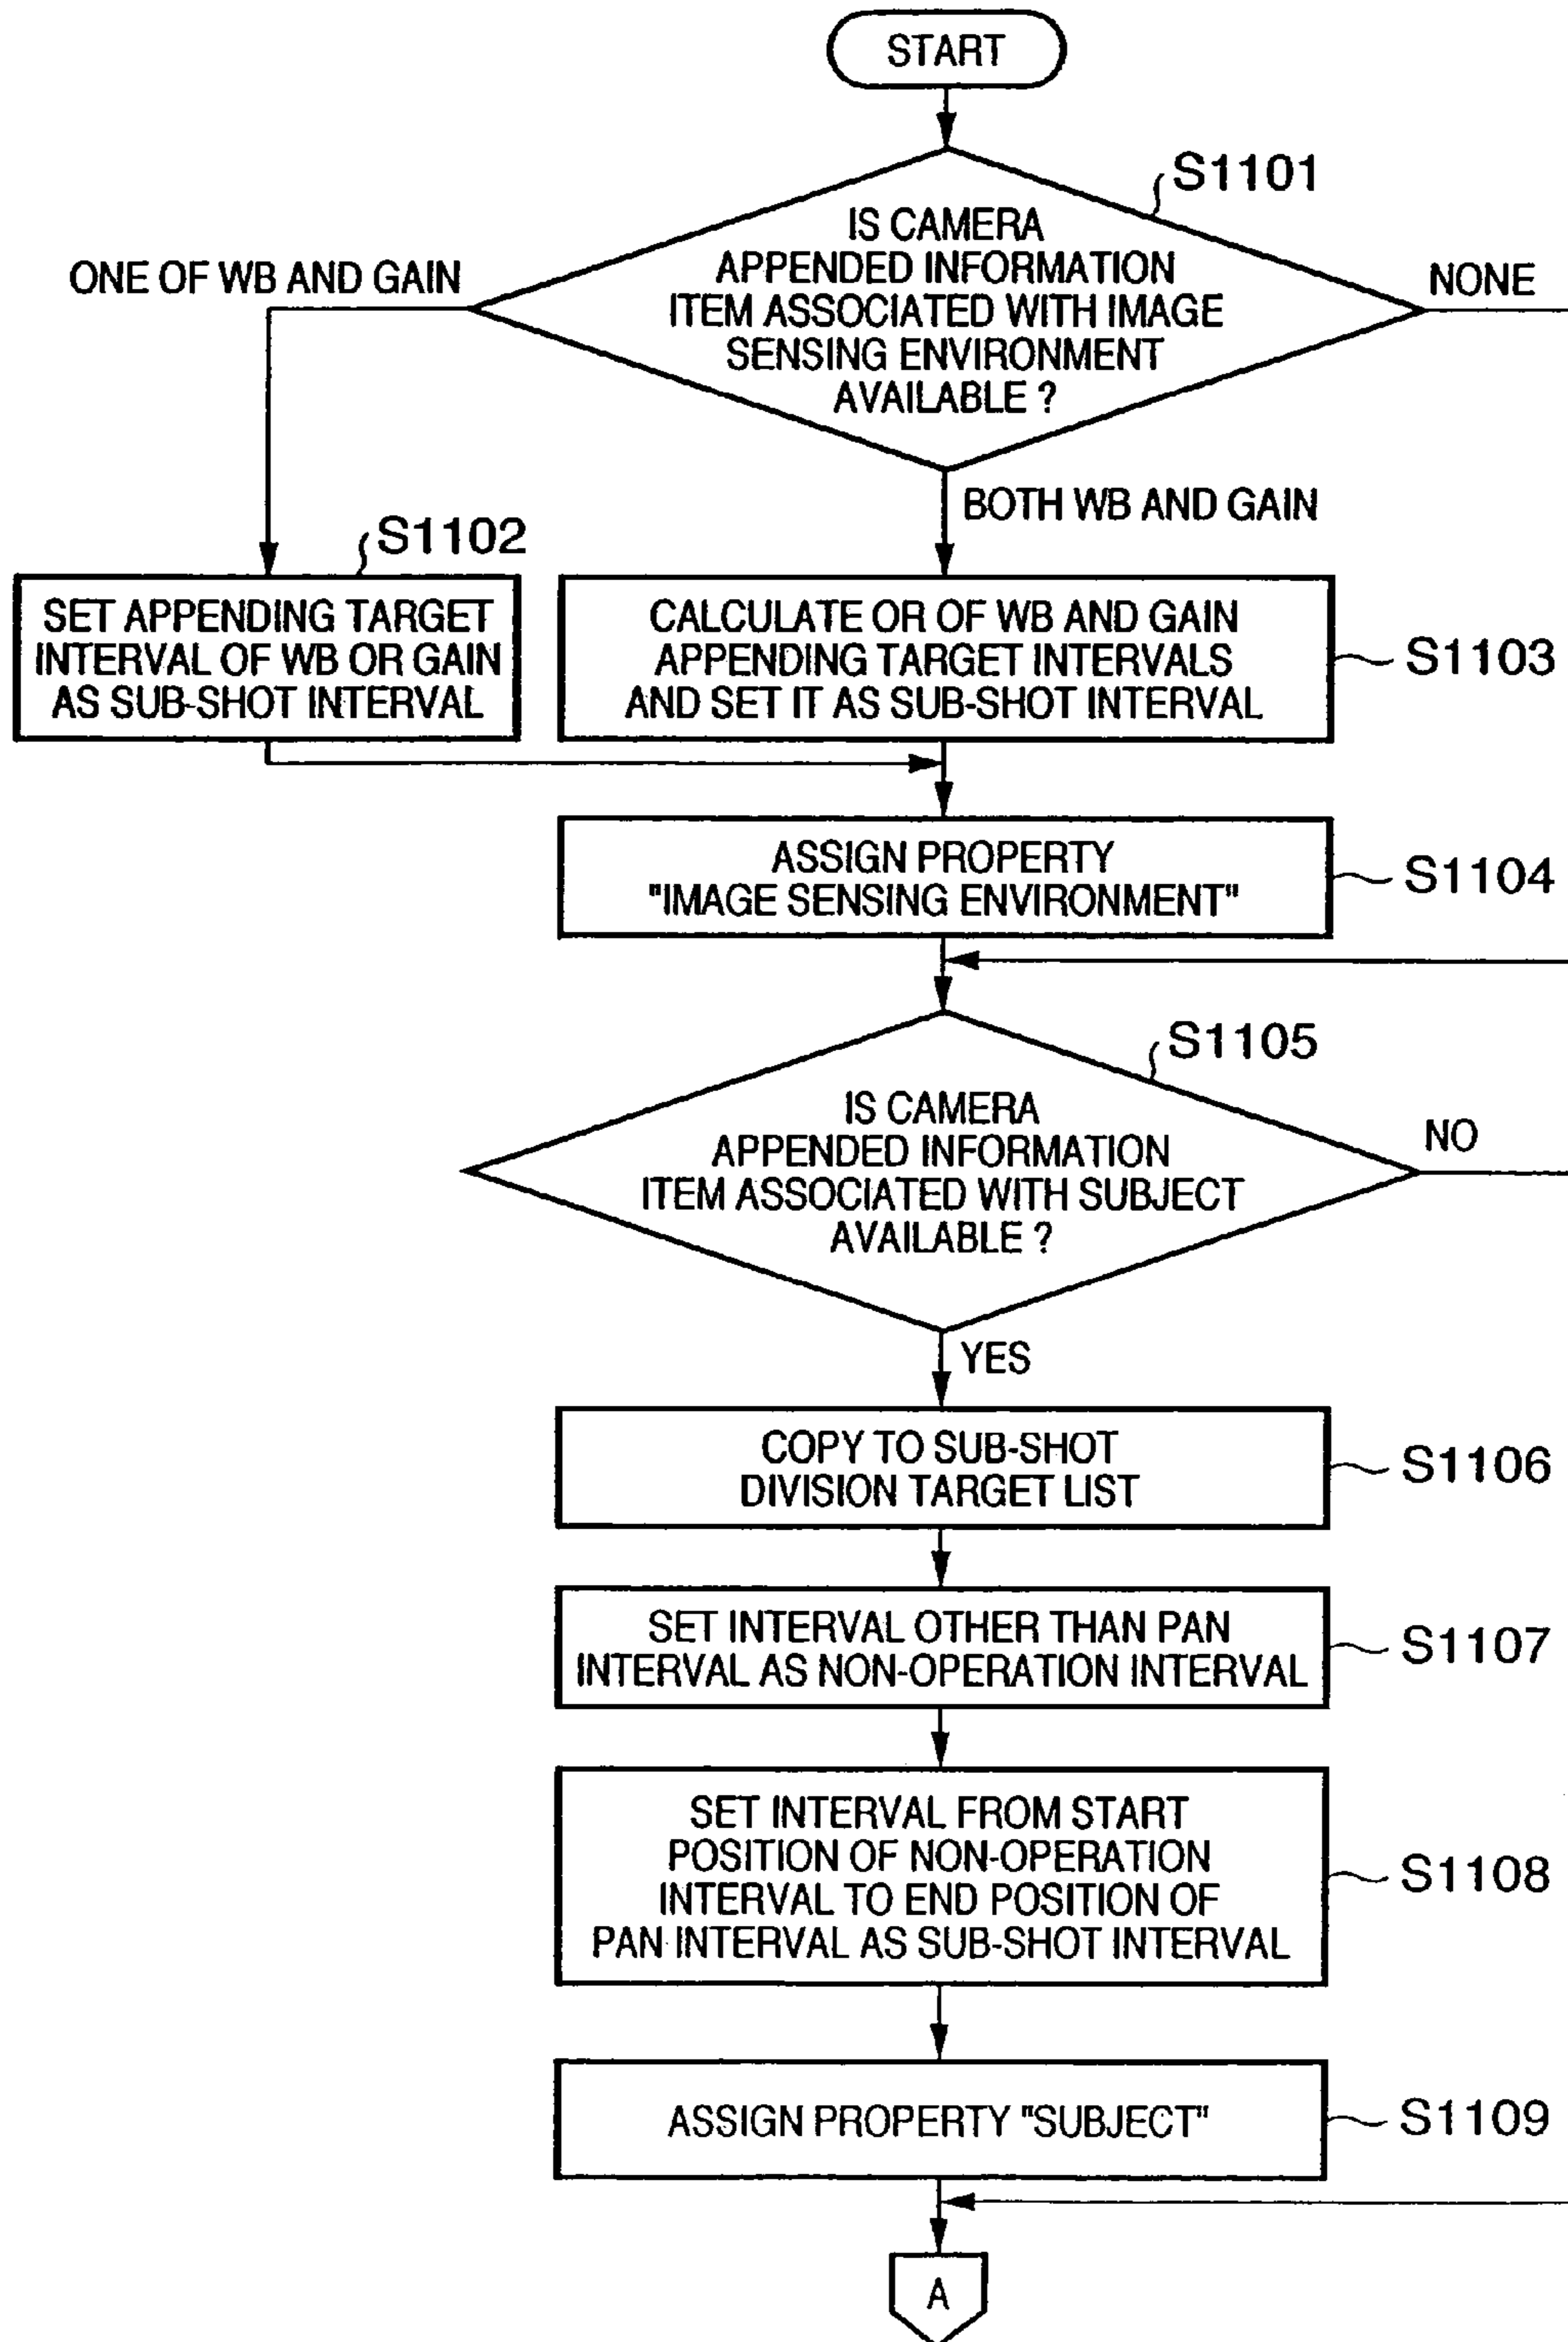 START
S1101
IS CAMERA
APPENDED INFORMATION
ITEM ASSOCIATED WITH IMAGE
SENSING ENVIRONMENT
AVAILABLE ?
ONE OF WB AND GAIN
NONE
BOTH WB AND GAIN
S1102
SET APPENDING TARGET
INTERVAL OF WB OR GAIN
AS SUB-SHOT INTERVAL
CALCULATE OR OF WB AND GAIN
APPENDING TARGET INTERVALS
AND SET IT AS SUB-SHOT INTERVAL
S1103
ASSIGN PROPERTY
"IMAGE SENSING ENVIRONMENT"
S1104
S1105
IS CAMERA
APPENDED INFORMATION
ITEM ASSOCIATED WITH SUBJECT
AVAILABLE ?
NO
YES
COPY TO SUB-SHOT
DIVISION TARGET LIST
S1106
SET INTERVAL OTHER THAN PAN
INTERVAL AS NON-OPERATION INTERVAL
S1107
SET INTERVAL FROM START
POSITION OF NON-OPERATION
INTERVAL TO END POSITION OF
PAN INTERVAL AS SUB-SHOT INTERVAL
S1108
ASSIGN PROPERTY "SUBJECT"
S1109
A